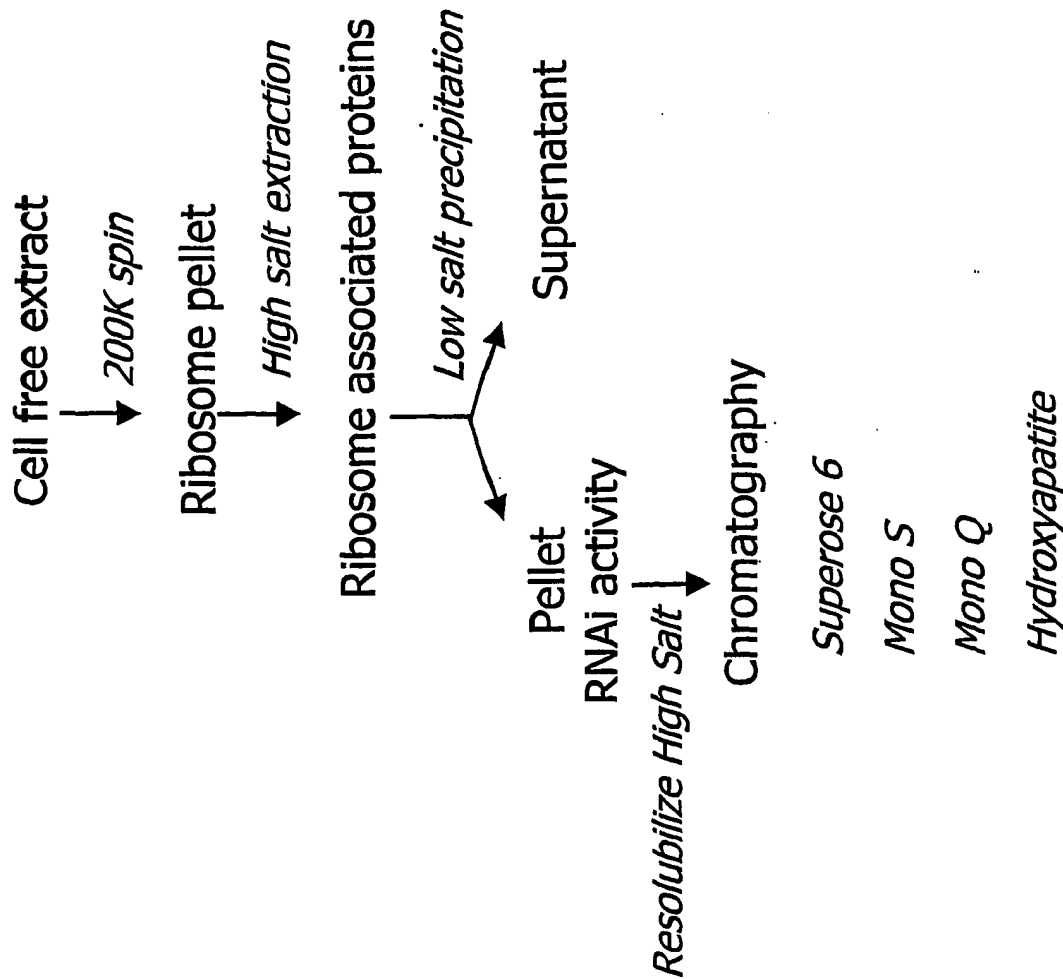 Cell free extract
200K spin
Ribosome pellet
High salt extraction
Ribosome associated proteins
Low salt precipitation
Pellet
RNAi activity
Supernatant
Resolubilize High Salt
Chromatography
Superose 6
Mono S
Mono Q
Hydroxyapatite